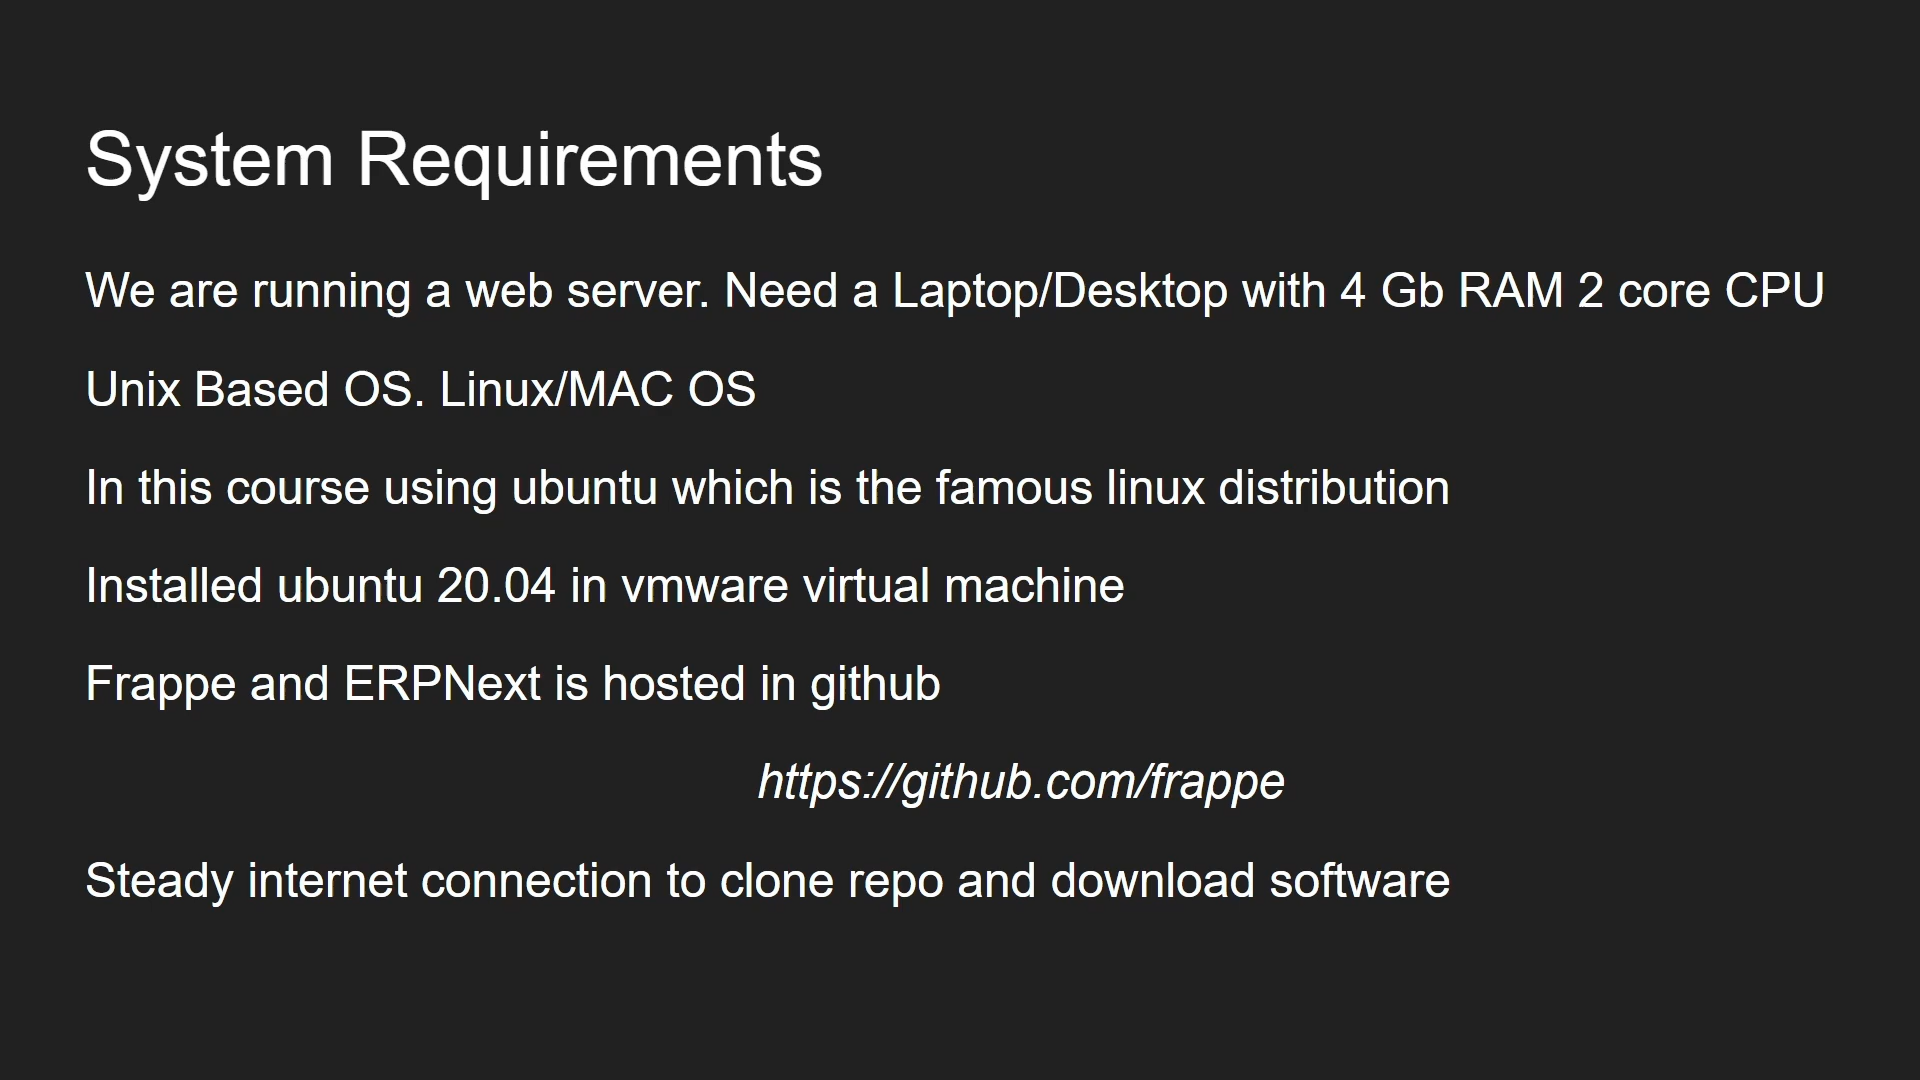 System Requirements
We are running a web server. Need a Laptop/Desktop with 4 Gb RAM 2 core CPU
Unix Based OS. Linux/MAC OS
In this course using ubuntu which is the famous linux distribution
Installed ubuntu 20.04 in vmware virtual machine
Frappe and ERPNext is hosted in github
https://github.com/frappe
Steady internet connection to clone repo and download software